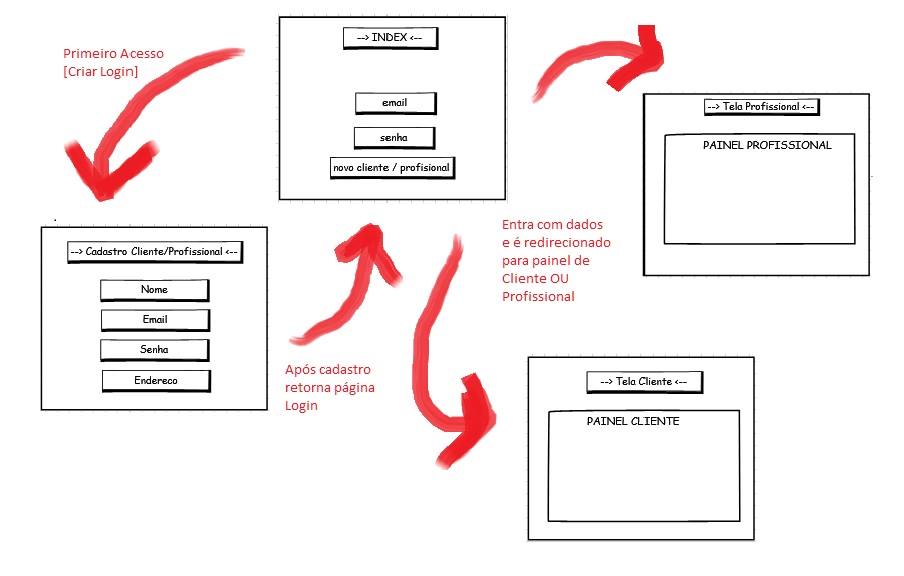 Primeiro Acesso
[Criar Login]
--> INDEX <--
email
senha
novo cliente / profisional
--> Tela Profissional <--
PAINEL PROFISSIONAL
--> Cadastro Cliente/Profissional <--
Nome
Email
Senha
Endereco
Entra com dados
e é redirecionado
para painel de
Cliente OU
Profissional
Após cadastro
retorna página
Login
--> Tela Cliente <--
PAINEL CLIENTE